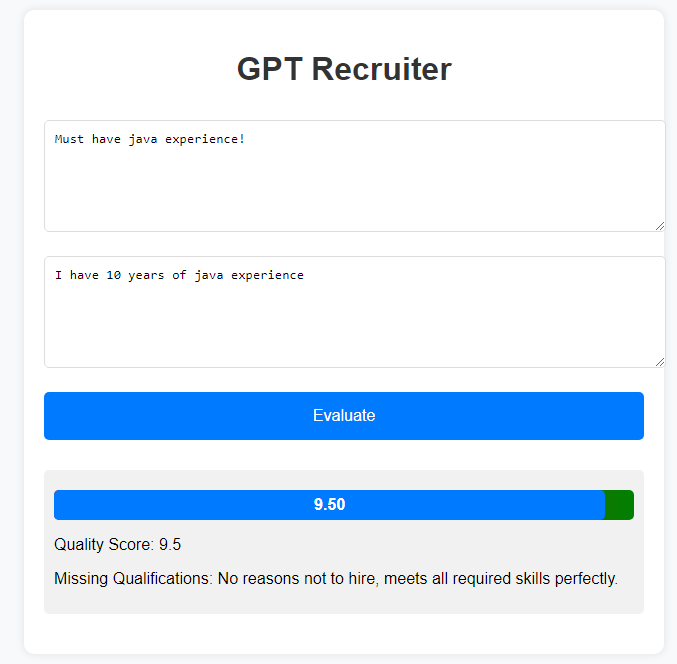 GPT Recruiter
Must have java experience!
I have 10 years of java experience
Evaluate
9.50
Quality Score: 9.5
Missing Qualifications: No reasons not to hire, meets all required skills perfectly.